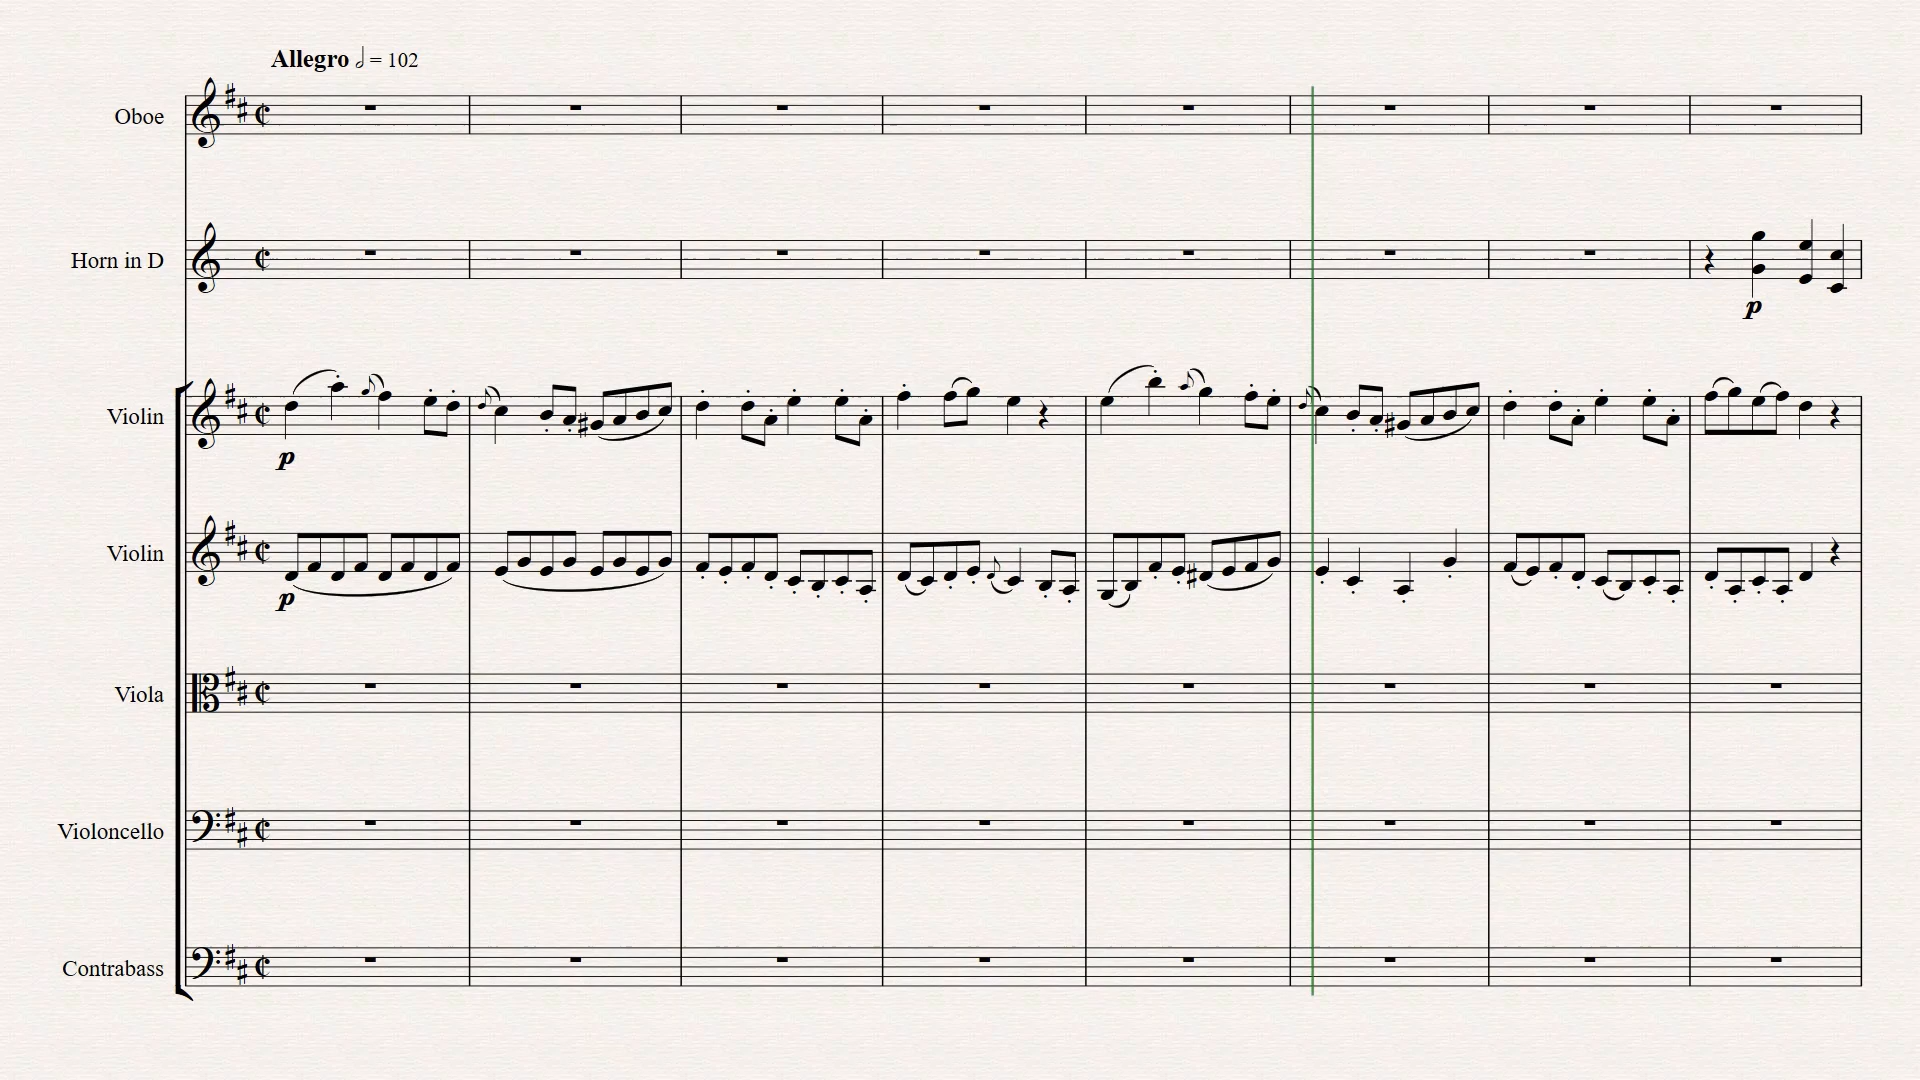 Allegro 𝅗𝅥 = 102
Oboe
Horn in D
p
Violin
p
Violin
p
Viola
Violoncello
Contrabass